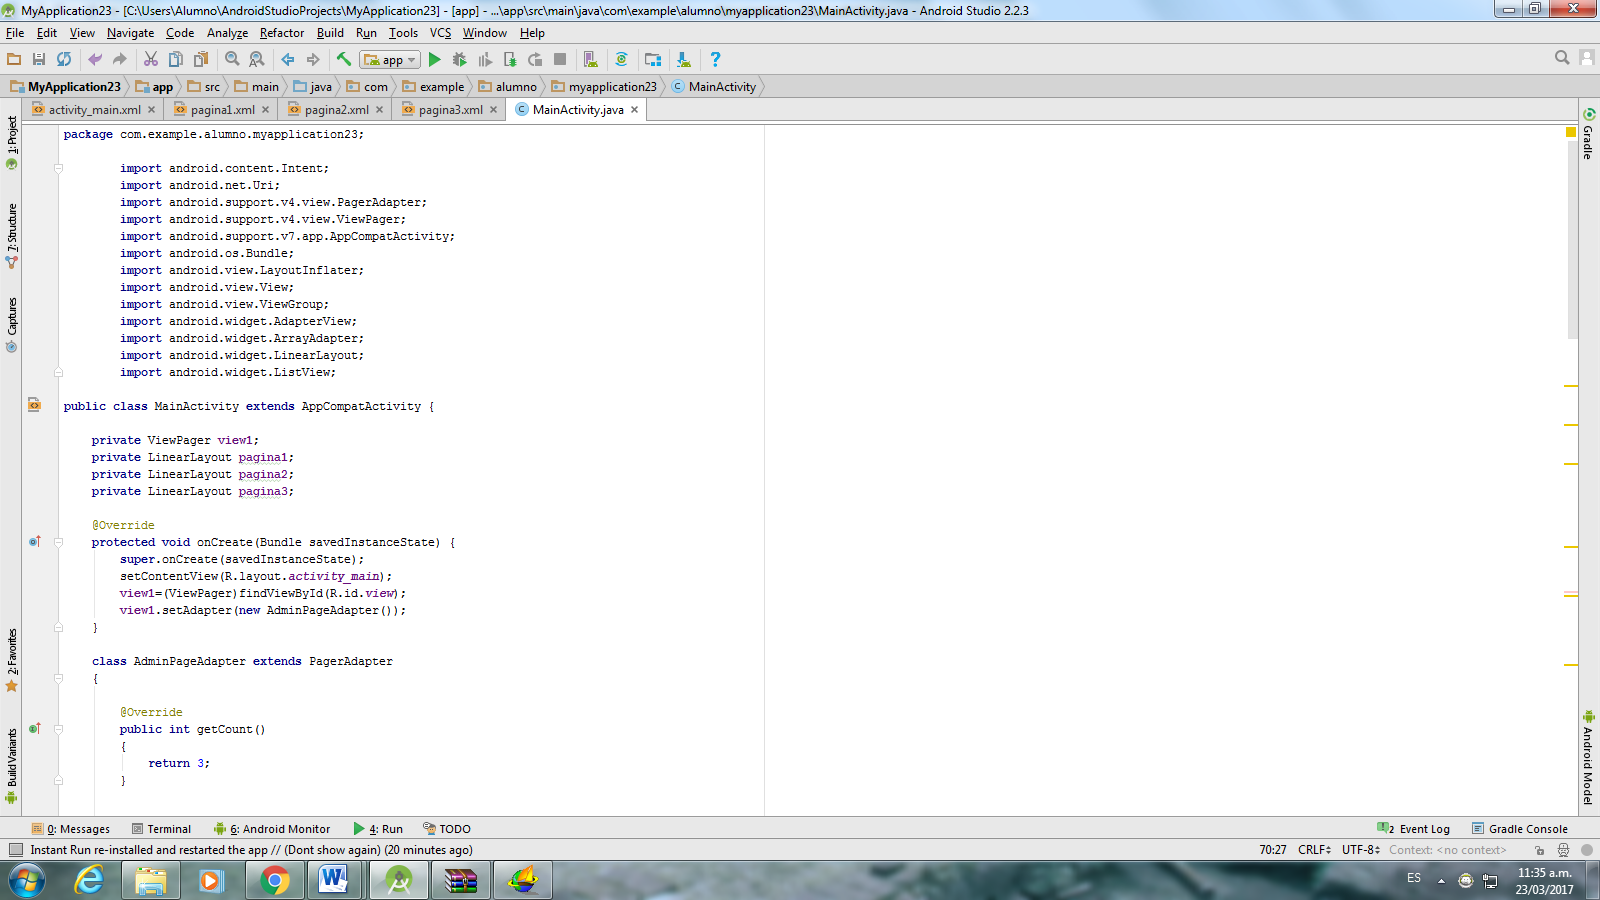 MyApplication23 - [C:\Users\Alumno\AndroidStudioProjects\MyApplication23] - [app] - ...\app\src\main\java\com\example\alumno\myapplication23\MainActivity.java - Android Studio 2.2.3
File Edit View Navigate Code Analyze Refactor Build Run Tools VCS Window Help
app
MyApplication23 app src main java com example alumno myapplication23 MainActivity
activity_main.xml pagina1.xml pagina2.xml pagina3.xml MainActivity.java
1: Project
7: Structure
Captures
2: Favorites
Build Variants
package com.example.alumno.myapplication23;
import android.content.Intent;
import android.net.Uri;
import android.support.v4.view.PagerAdapter;
import android.support.v4.view.ViewPager;
import android.support.v7.app.AppCompatActivity;
import android.os.Bundle;
import android.view.LayoutInflater;
import android.view.View;
import android.view.ViewGroup;
import android.widget.AdapterView;
import android.widget.ArrayAdapter;
import android.widget.LinearLayout;
import android.widget.ListView;
public class MainActivity extends AppCompatActivity {
private ViewPager view1;
private LinearLayout pagina1;
private LinearLayout pagina2;
private LinearLayout pagina3;
@Override
protected void onCreate(Bundle savedInstanceState) {
super.onCreate(savedInstanceState);
setContentView(R.layout.activity_main);
view1=(ViewPager)findViewById(R.id.view);
view1.setAdapter(new AdminPageAdapter());
}
class AdminPageAdapter extends PagerAdapter
{
@Override
public int getCount()
{
return 3;
}
Gradle
Android Model
0: Messages Terminal 6: Android Monitor 4: Run TODO 2 Event Log Gradle Console
Instant Run re-installed and restarted the app // (Dont show again) (20 minutes ago) 70:27 CRLF UTF-8 Context: <no context>
ES 11:35 a.m.
23/03/2017